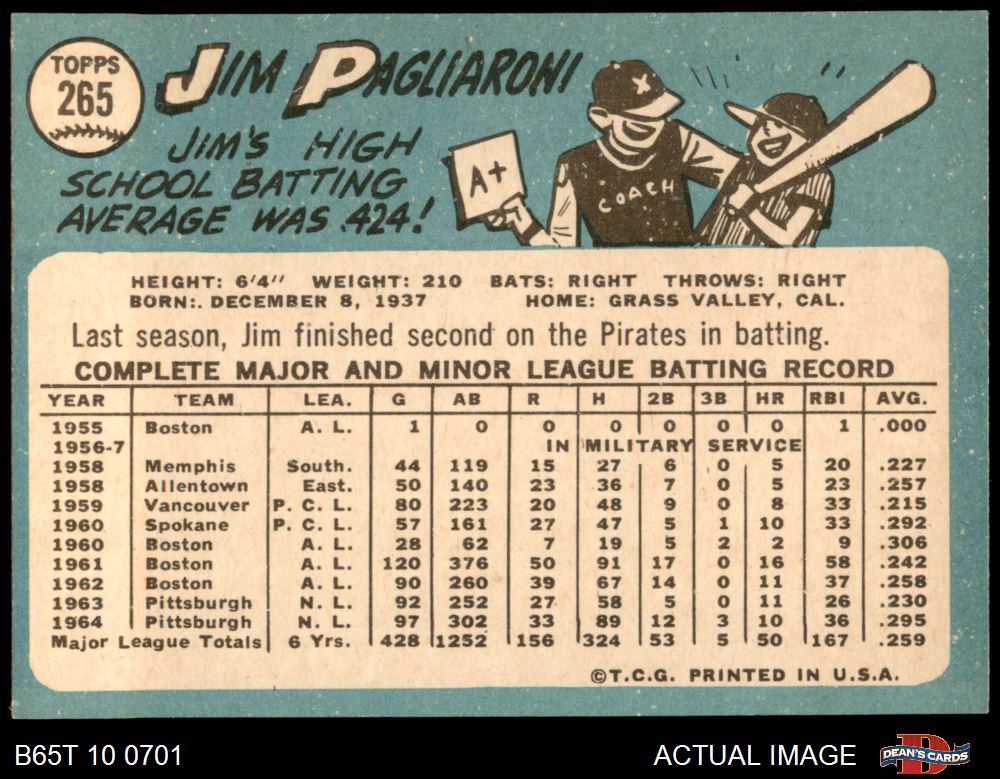 TOPPS
265
JIM PAGLIARONI
JIM'S HIGH
SCHOOL BATTING
AVERAGE WAS .424!
A+
X
COACH
HEIGHT: 6'4" WEIGHT: 210 BATS: RIGHT THROWS: RIGHT
BORN:. DECEMBER 8, 1937 HOME: GRASS VALLEY, CAL.
Last season, Jim finished second on the Pirates in batting.
COMPLETE MAJOR AND MINOR LEAGUE BATTING RECORD
YEAR TEAM LEA. G AB R H 2B 3B HR RBI AVG.
1955 Boston A. L. 1 0 0 0 0 0 0 1 .000
1956-7 IN MILITARY SERVICE
1958 Memphis South. 44 119 15 27 6 0 5 20 .227
1958 Allentown East. 50 140 23 36 7 0 5 23 .257
1959 Vancouver P. C. L. 80 223 20 48 9 0 8 33 .215
1960 Spokane P. C. L. 57 161 27 47 5 1 10 33 .292
1960 Boston A. L. 28 62 7 19 5 2 2 9 .306
1961 Boston A. L. 120 376 50 91 17 0 16 58 .242
1962 Boston A. L. 90 260 39 67 14 0 11 37 .258
1963 Pittsburgh N. L. 92 252 27 58 5 0 11 26 .230
1964 Pittsburgh N. L. 97 302 33 89 12 3 10 36 .295
Major League Totals 6 Yrs. 428 1252 156 324 53 5 50 167 .259
©T.C.G. PRINTED IN U.S.A.
B65T 10 0701 ACTUAL IMAGE
D
DEAN'S CARDS